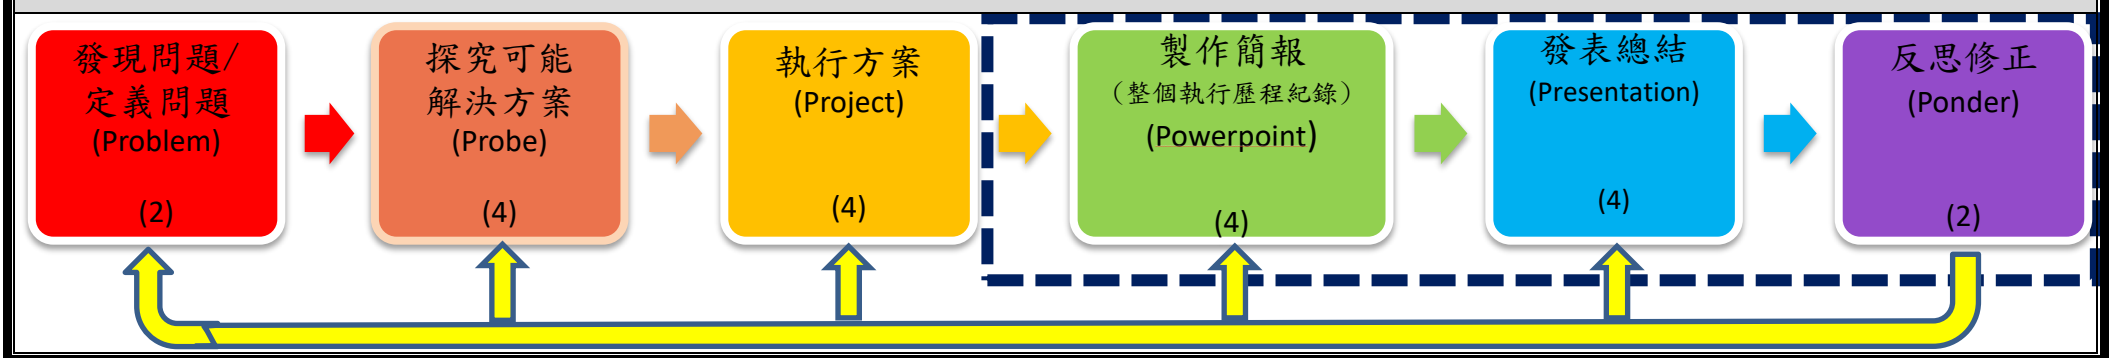 發現問題/
定義問題
(Problem)
(2)
探究可能
解決方案
(Probe)
(4)
執行方案
(Project)
(4)
製作簡報
（整個執行歷程紀錄）
(Powerpoint)
(4)
發表總結
(Presentation)
(4)
反思修正
(Ponder)
(2)